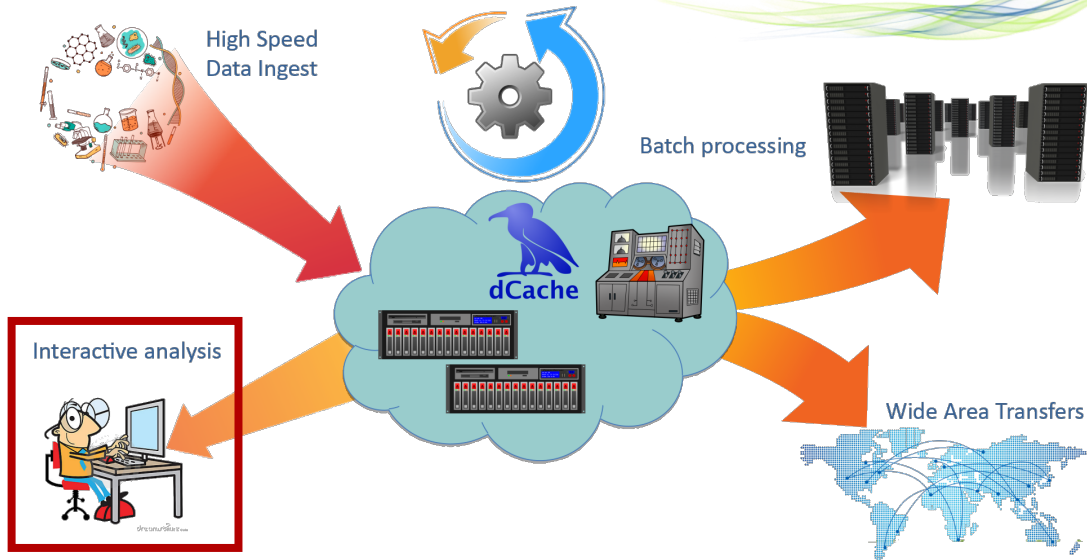 High Speed
Data Ingest
Batch processing
dCache
Interactive analysis
Wide Area Transfers